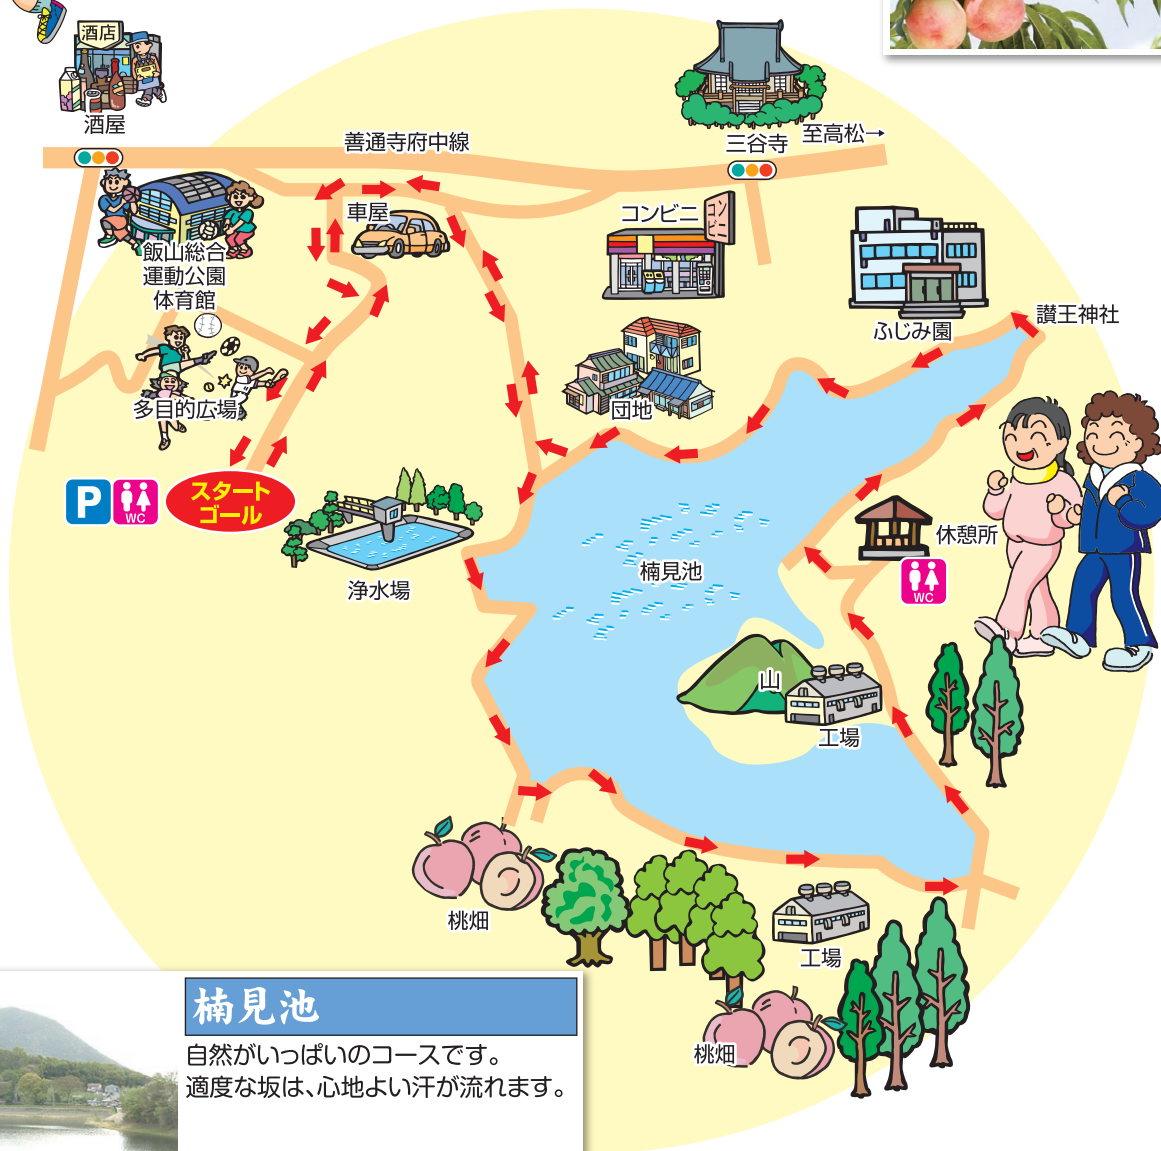 酒店
酒屋
善通寺府中線
三谷寺
至高松→
車屋
コンビニ
コンビニ
飯山総合
運動公園
体育館
ふじみ園
讃王神社
多目的広場
団地
P
WC
スタート
ゴール
浄水場
楠見池
休憩所
WC
山
工場
桃畑
工場
桃畑
楠見池
自然がいっぱいのコースです。
適度な坂は、心地よい汗が流れます。